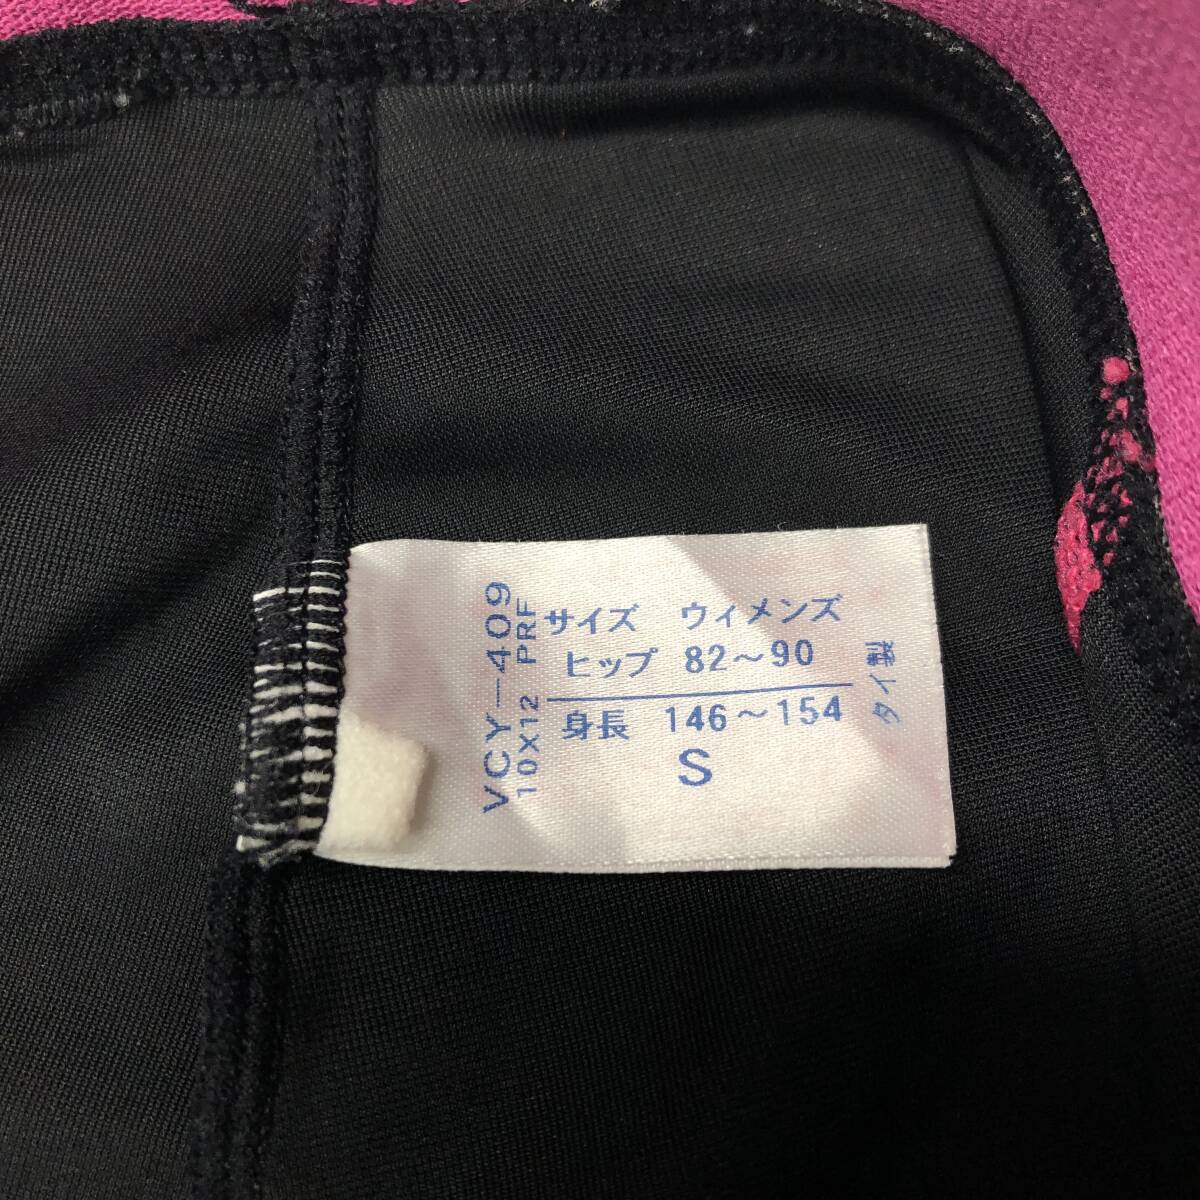 VCY-409
10X12 PRF
サイズ ウィメンズ
ヒップ 82～90
身長 146～154
S
タイ製